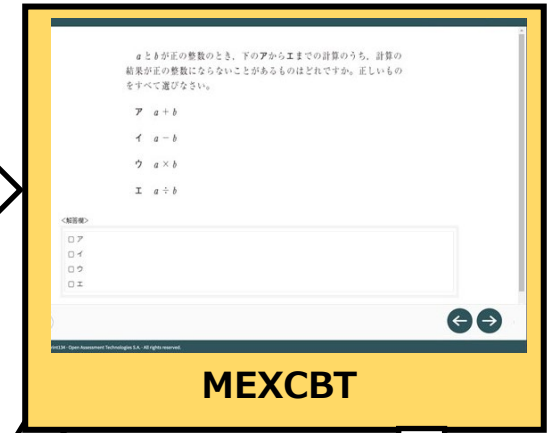 aとbが正の整数のとき、下のアからエまでの計算のうち、計算の
結果が正の整数にならないことがあるものはどれですか。正しいもの
をすべて選びなさい。
ア a + b
イ a − b
ウ a × b
エ a ÷ b
<解答欄>
□ ア
□ イ
□ ウ
□ エ
Open Assessment Technologies S.A. · All rights reserved.
MEXCBT